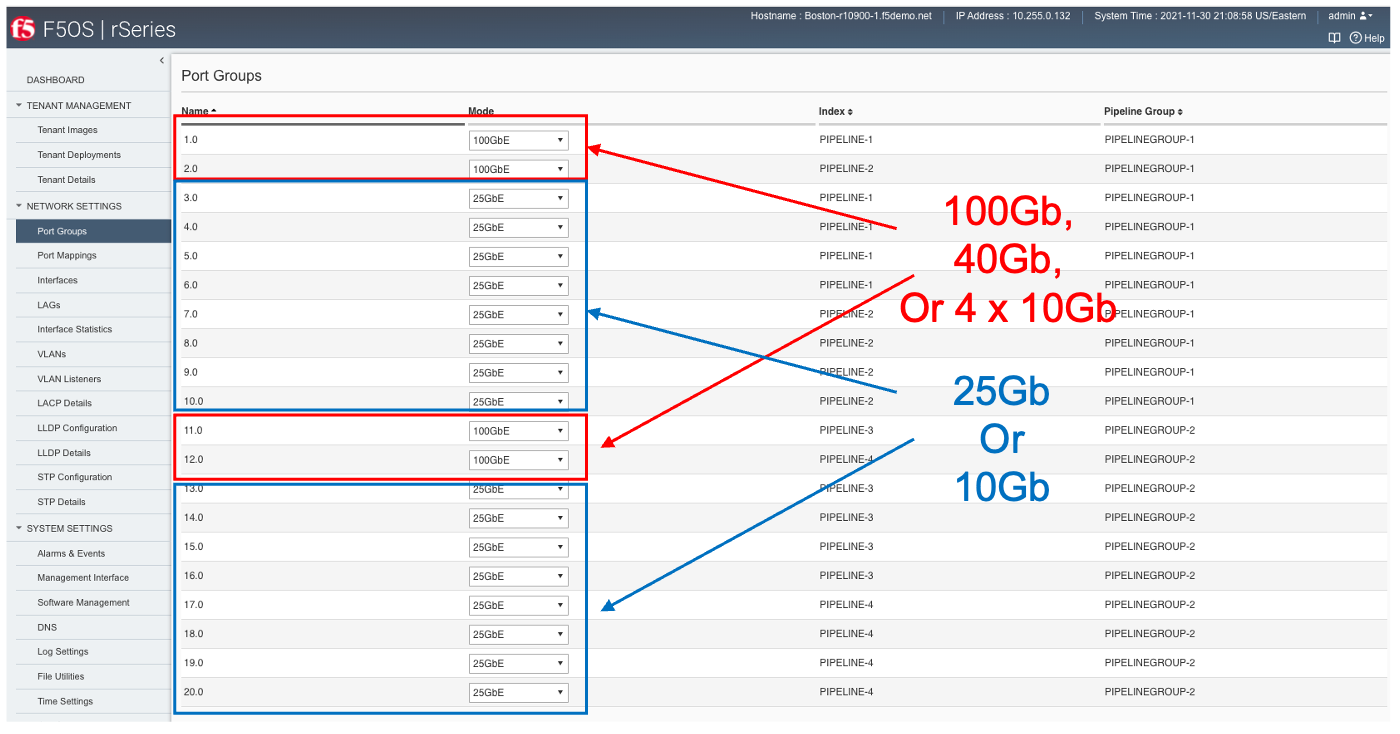 Hostname : Boston-r10900-1.f5demo.net IP Address : 10.255.0.132 System Time : 2021-11-30 21:08:58 US/Eastern admin
f5 F5OS | rSeries
Help
DASHBOARD
TENANT MANAGEMENT
Tenant Images
Tenant Deployments
Tenant Details
NETWORK SETTINGS
Port Groups
Port Mappings
Interfaces
LAGs
Interface Statistics
VLANs
VLAN Listeners
LACP Details
LLDP Configuration
LLDP Details
STP Configuration
STP Details
SYSTEM SETTINGS
Alarms & Events
Management Interface
Software Management
DNS
Log Settings
File Utilities
Time Settings
Port Groups
Name Mode Index Pipeline Group
1.0 100GbE PIPELINE-1 PIPELINEGROUP-1
2.0 100GbE PIPELINE-2 PIPELINEGROUP-1
3.0 25GbE PIPELINE-1 PIPELINEGROUP-1
4.0 25GbE PIPELINE-1 PIPELINEGROUP-1
5.0 25GbE PIPELINE-1 PIPELINEGROUP-1
6.0 25GbE PIPELINE-1 PIPELINEGROUP-1
7.0 25GbE PIPELINE-2 PIPELINEGROUP-1
8.0 25GbE PIPELINE-2 PIPELINEGROUP-1
9.0 25GbE PIPELINE-2 PIPELINEGROUP-1
10.0 25GbE PIPELINE-2 PIPELINEGROUP-1
11.0 100GbE PIPELINE-3 PIPELINEGROUP-2
12.0 100GbE PIPELINE-4 PIPELINEGROUP-2
13.0 25GbE PIPELINE-3 PIPELINEGROUP-2
14.0 25GbE PIPELINE-3 PIPELINEGROUP-2
15.0 25GbE PIPELINE-3 PIPELINEGROUP-2
16.0 25GbE PIPELINE-3 PIPELINEGROUP-2
17.0 25GbE PIPELINE-4 PIPELINEGROUP-2
18.0 25GbE PIPELINE-4 PIPELINEGROUP-2
19.0 25GbE PIPELINE-4 PIPELINEGROUP-2
20.0 25GbE PIPELINE-4 PIPELINEGROUP-2
100Gb,
40Gb,
Or 4 x 10Gb
25Gb
Or
10Gb